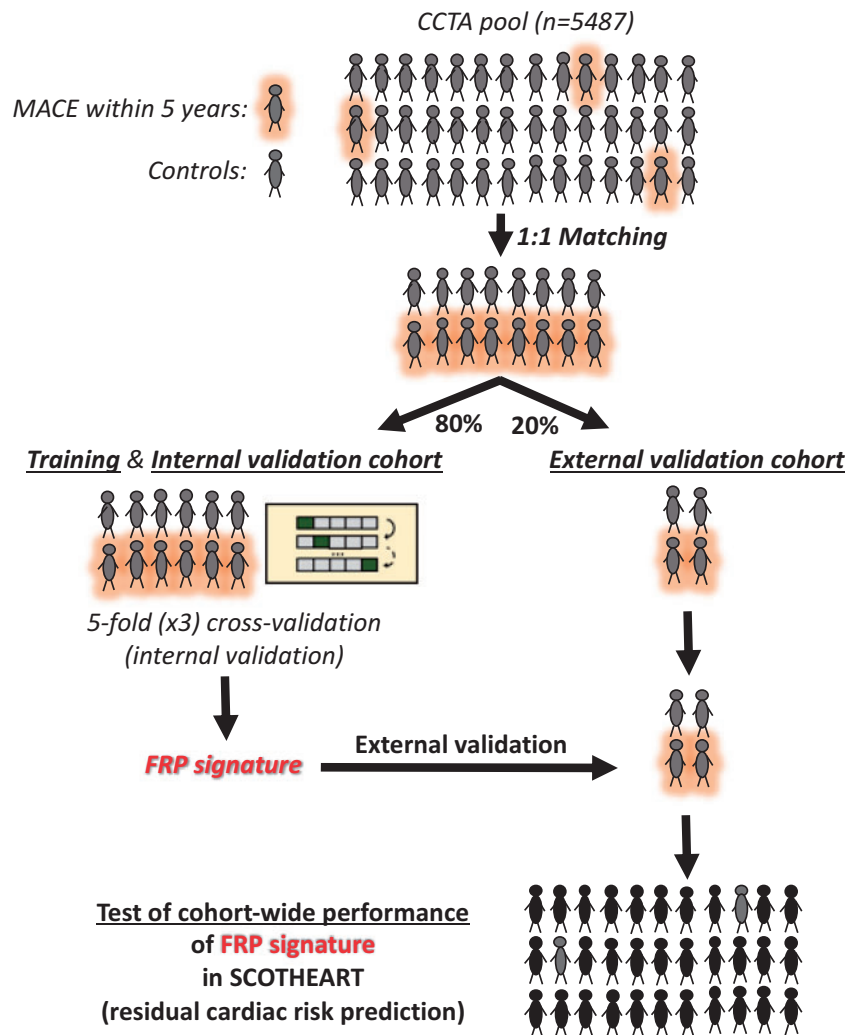 CCTA pool (n=5487)
MACE within 5 years:
Controls:
1:1 Matching
80%
20%
Training & Internal validation cohort
External validation cohort
5-fold (x3) cross-validation
(internal validation)
FRP signature
External validation
Test of cohort-wide performance
of FRP signature
in SCOTHEART
(residual cardiac risk prediction)